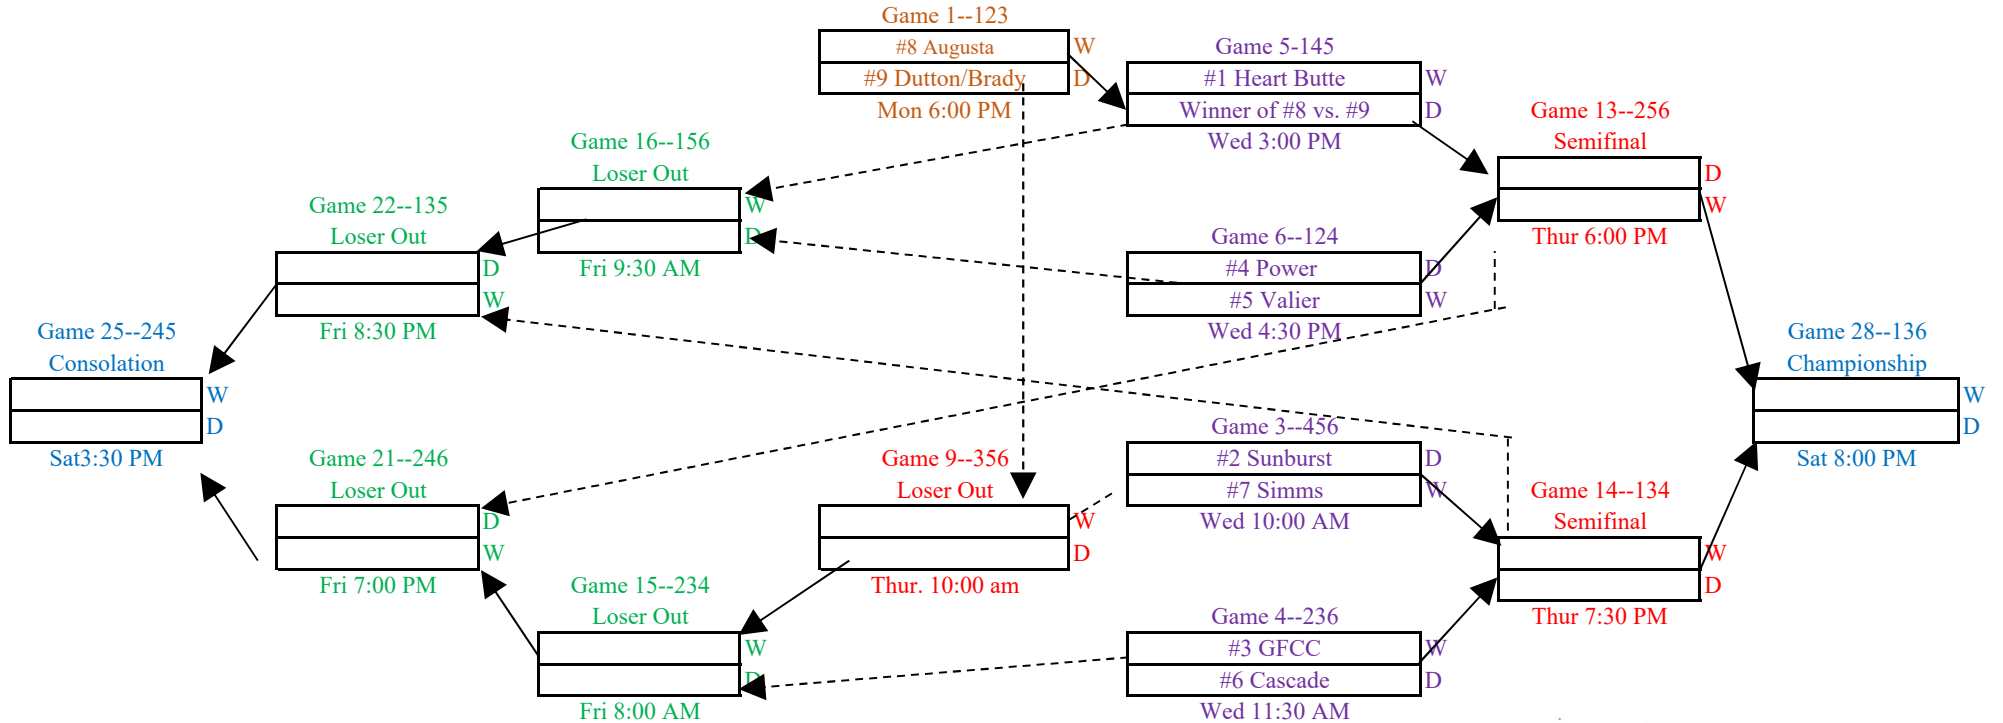 Game 1--123
#8 Augusta W
#9 Dutton/Brady D
Mon 6:00 PM
Game 5-145
#1 Heart Butte W
Winner of #8 vs. #9 D
Wed 3:00 PM
Game 13--256
Semifinal
D
W
Thur 6:00 PM
Game 16--156
Loser Out
W
D
Fri 9:30 AM
Game 22--135
Loser Out
D
W
Fri 8:30 PM
Game 6--124
#4 Power D
#5 Valier W
Wed 4:30 PM
Game 25--245
Consolation
W
D
Sat3:30 PM
Game 28--136
Championship
W
D
Sat 8:00 PM
Game 21--246
Loser Out
D
W
Fri 7:00 PM
Game 9--356
Loser Out
W
D
Thur. 10:00 am
Game 3--456
#2 Sunburst D
#7 Simms W
Wed 10:00 AM
Game 14--134
Semifinal
W
D
Thur 7:30 PM
Game 15--234
Loser Out
W
D
Fri 8:00 AM
Game 4--236
#3 GFCC W
#6 Cascade D
Wed 11:30 AM